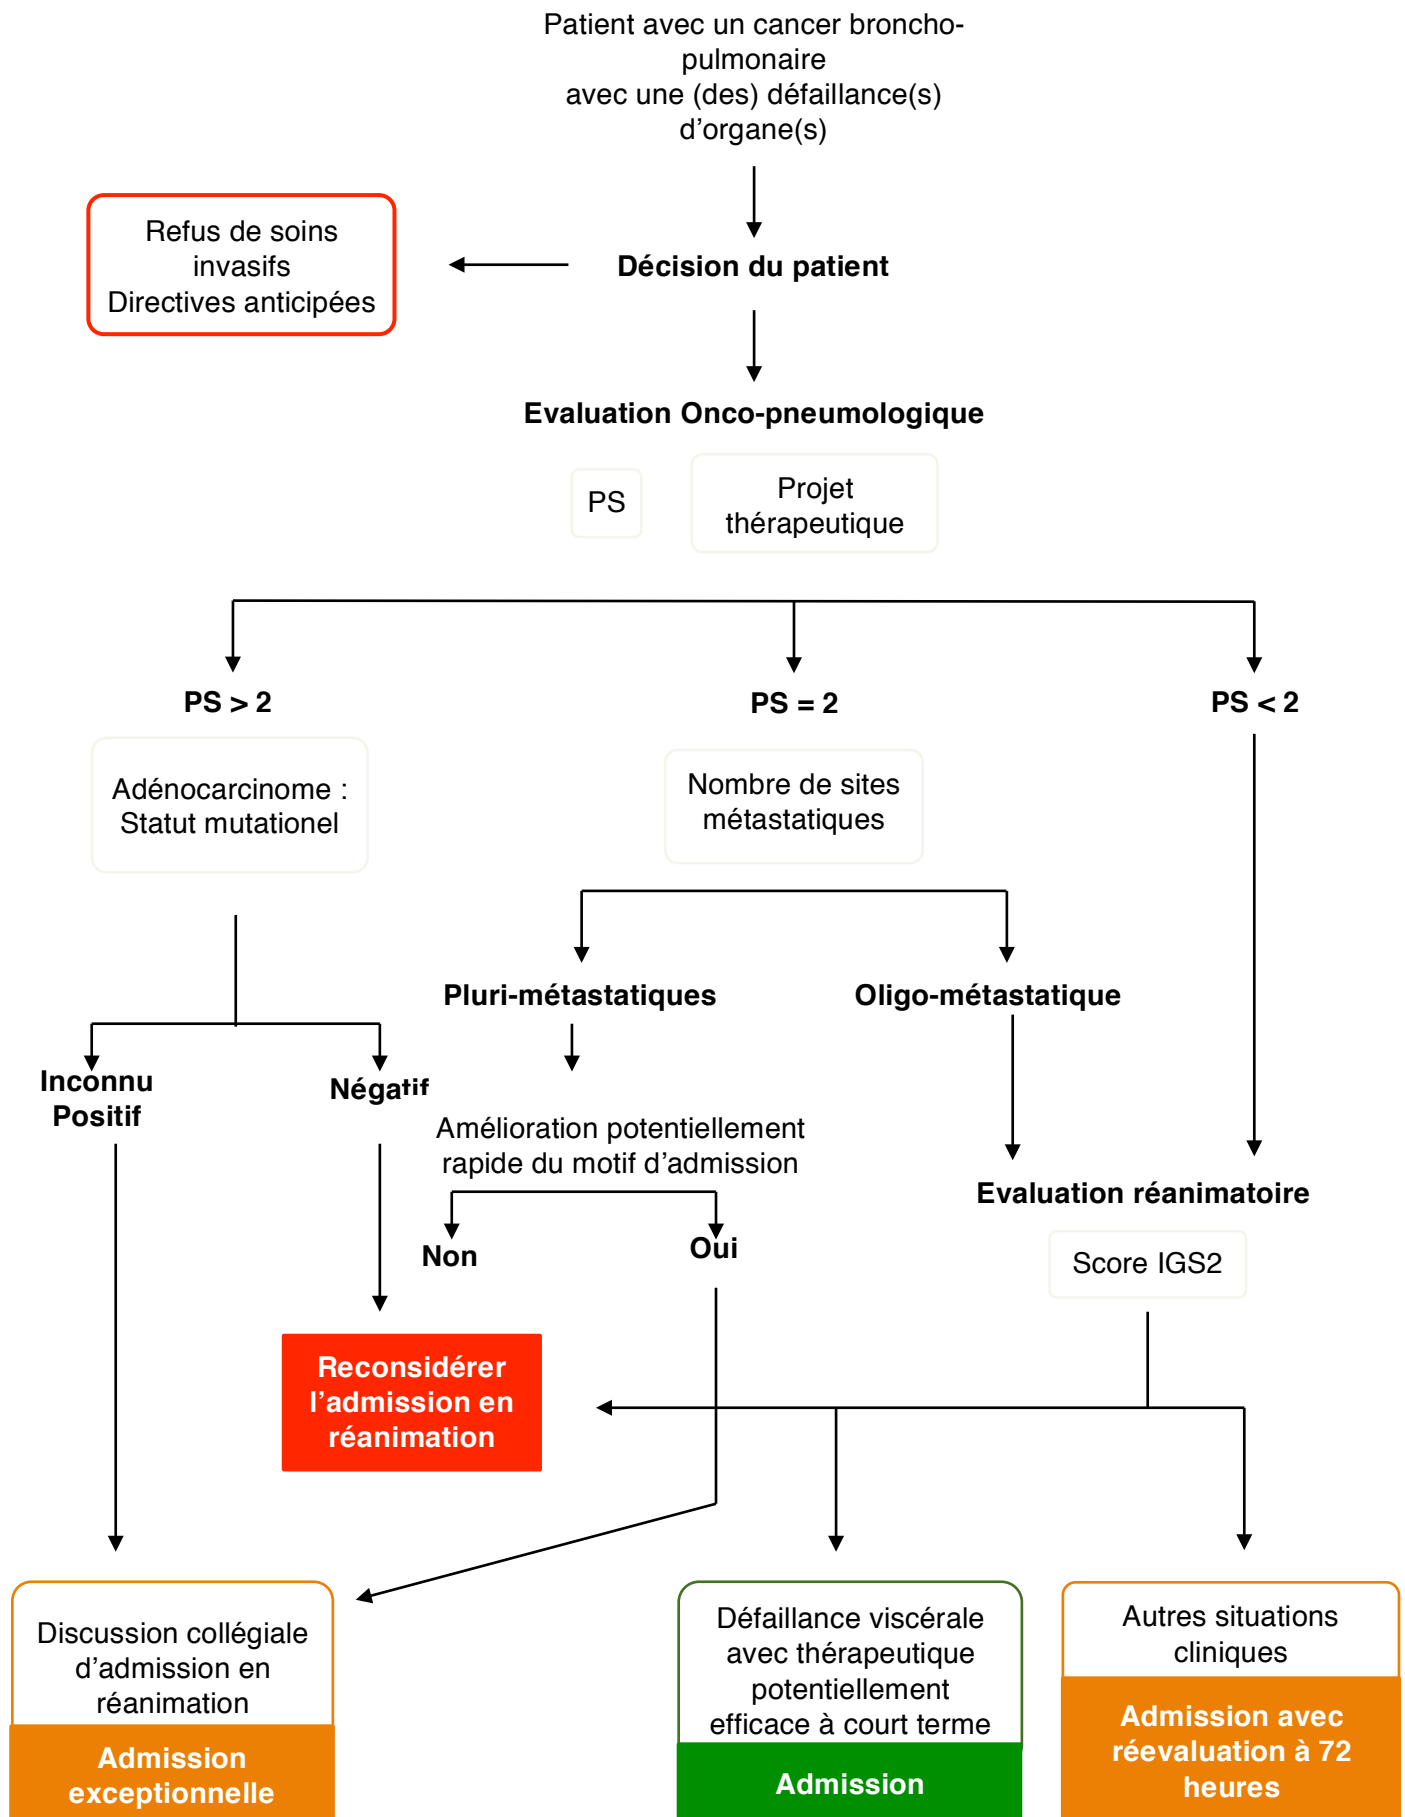 Patient avec un cancer broncho-
pulmonaire
avec une (des) défaillance(s)
d’organe(s)
Refus de soins
invasifs
Directives anticipées
Décision du patient
Evaluation Onco-pneumologique
PS
Projet
thérapeutique
PS > 2
PS = 2
PS < 2
Adénocarcinome :
Statut mutationel
Nombre de sites
métastatiques
Pluri-métastatiques
Oligo-métastatique
Inconnu
Positif
Négatif
Amélioration potentiellement
rapide du motif d’admission
Evaluation réanimatoire
Non
Oui
Score IGS2
Reconsidérer
l’admission en
réanimation
Discussion collégiale
d’admission en
réanimation
Admission
exceptionnelle
Défaillance viscérale
avec thérapeutique
potentiellement
efficace à court terme
Admission
Autres situations
cliniques
Admission avec
réevaluation à 72
heures